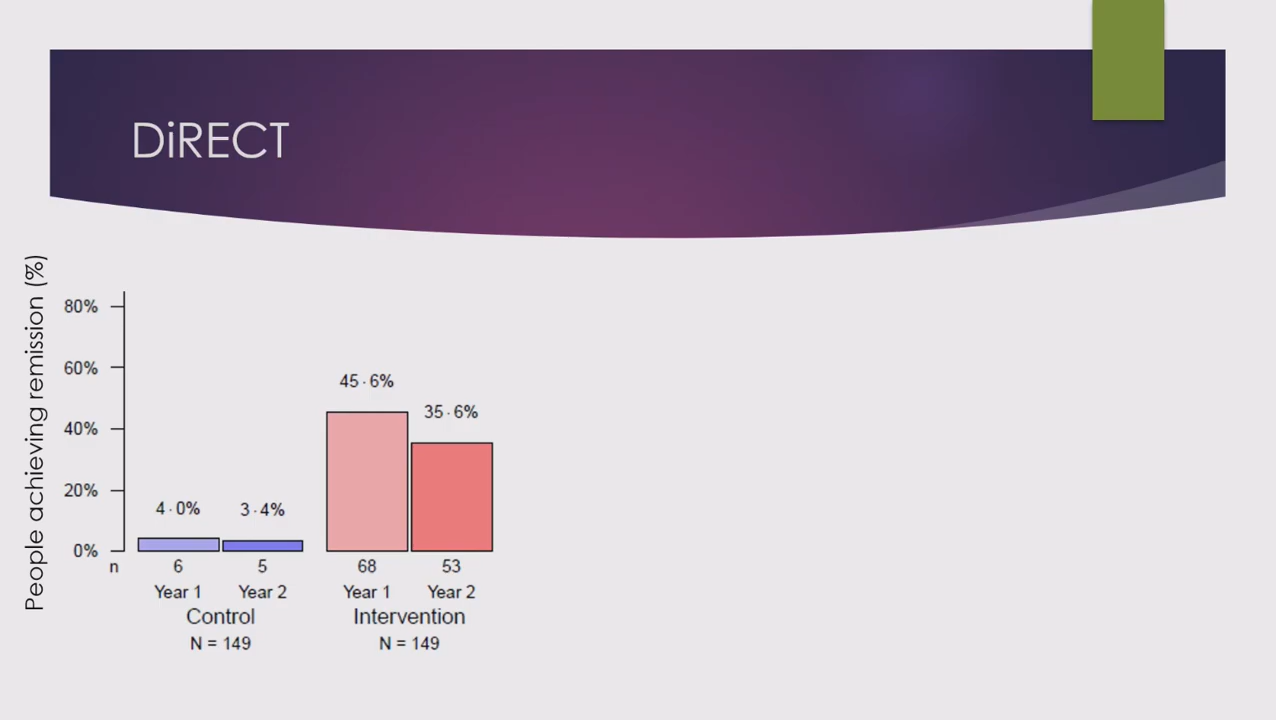 DiRECT
People achieving remission (%)
80%
60%
40%
20%
0%
4·0%
3·4%
45·6%
35·6%
n 6 5 68 53
Year 1 Year 2 Year 1 Year 2
Control Intervention
N = 149 N = 149